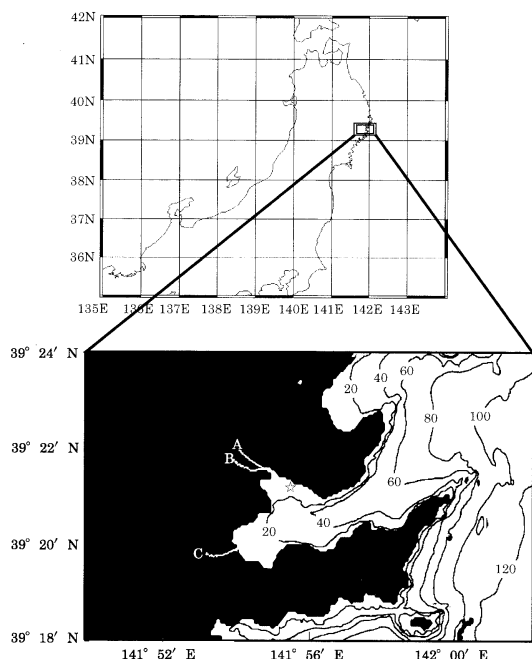 42N
41N
40N
39N
38N
37N
36N
135E 136E 137E 138E 139E 140E 141E 142E 143E
39° 24′ N
39° 22′ N
39° 20′ N
39° 18′ N
20 40 60
80 100
A
B
60
20 40
C
120
141° 52′ E 141° 56′ E 142° 00′ E